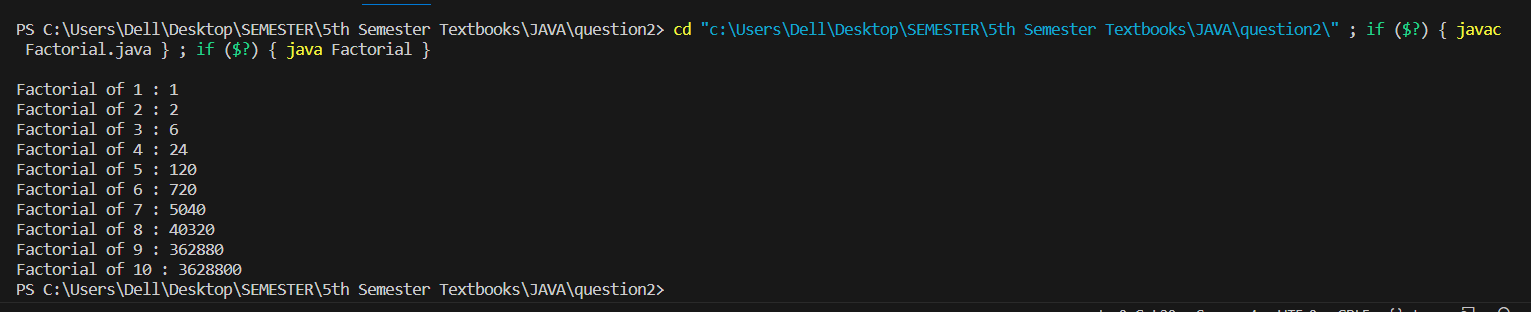 PS C:\Users\Dell\Desktop\SEMESTER\5th Semester Textbooks\JAVA\question2> cd "c:\Users\Dell\Desktop\SEMESTER\5th Semester Textbooks\JAVA\question2\" ; if ($?) { javac
Factorial.java } ; if ($?) { java Factorial }
Factorial of 1 : 1
Factorial of 2 : 2
Factorial of 3 : 6
Factorial of 4 : 24
Factorial of 5 : 120
Factorial of 6 : 720
Factorial of 7 : 5040
Factorial of 8 : 40320
Factorial of 9 : 362880
Factorial of 10 : 3628800
PS C:\Users\Dell\Desktop\SEMESTER\5th Semester Textbooks\JAVA\question2>